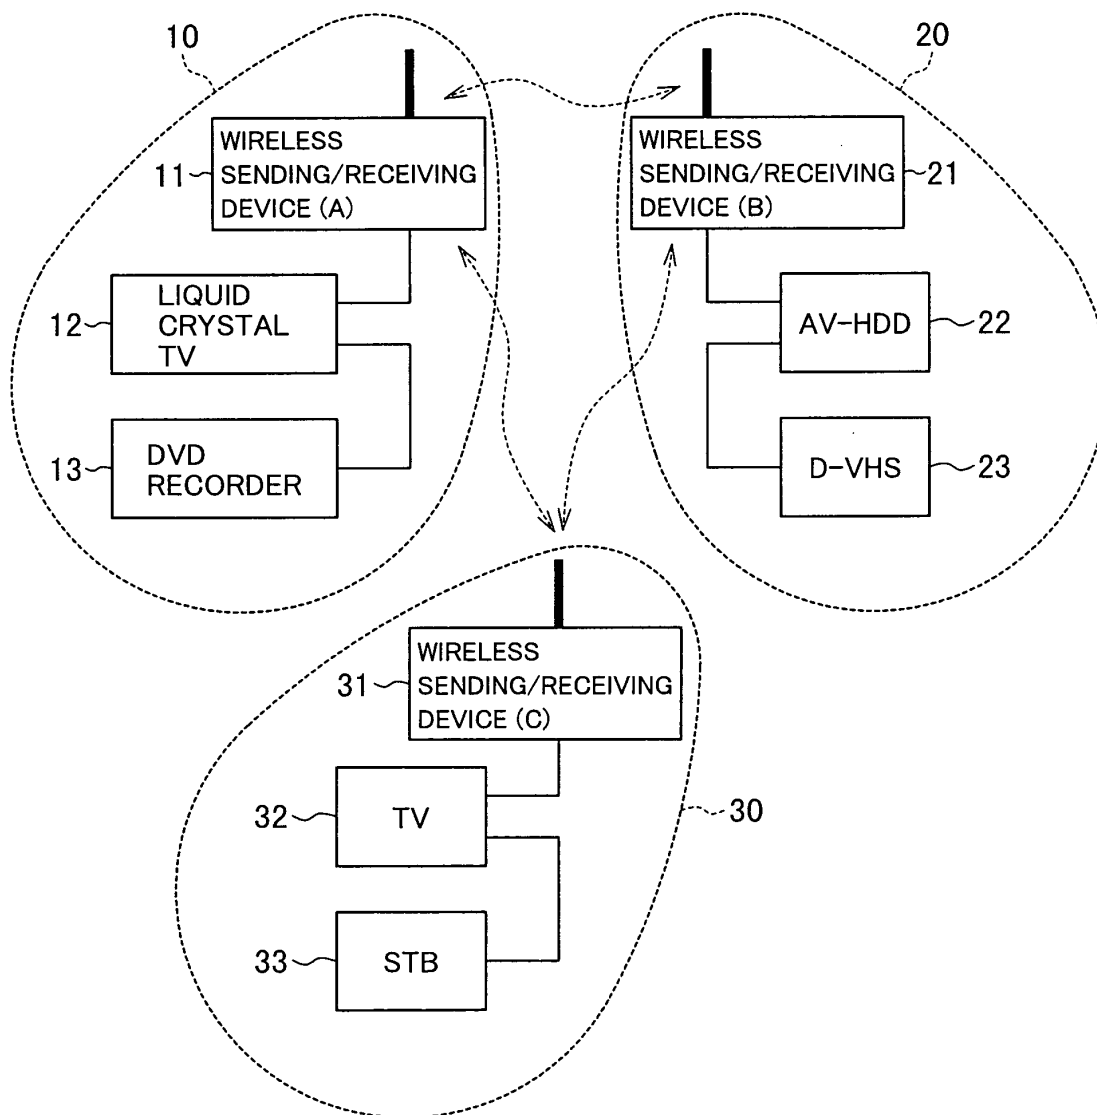 10
20
WIRELESS
SENDING/RECEIVING
DEVICE (A)
11
WIRELESS
SENDING/RECEIVING
DEVICE (B)
21
LIQUID
CRYSTAL
TV
12
AV-HDD
22
DVD
RECORDER
13
D-VHS
23
WIRELESS
SENDING/RECEIVING
DEVICE (C)
31
TV
32
30
STB
33